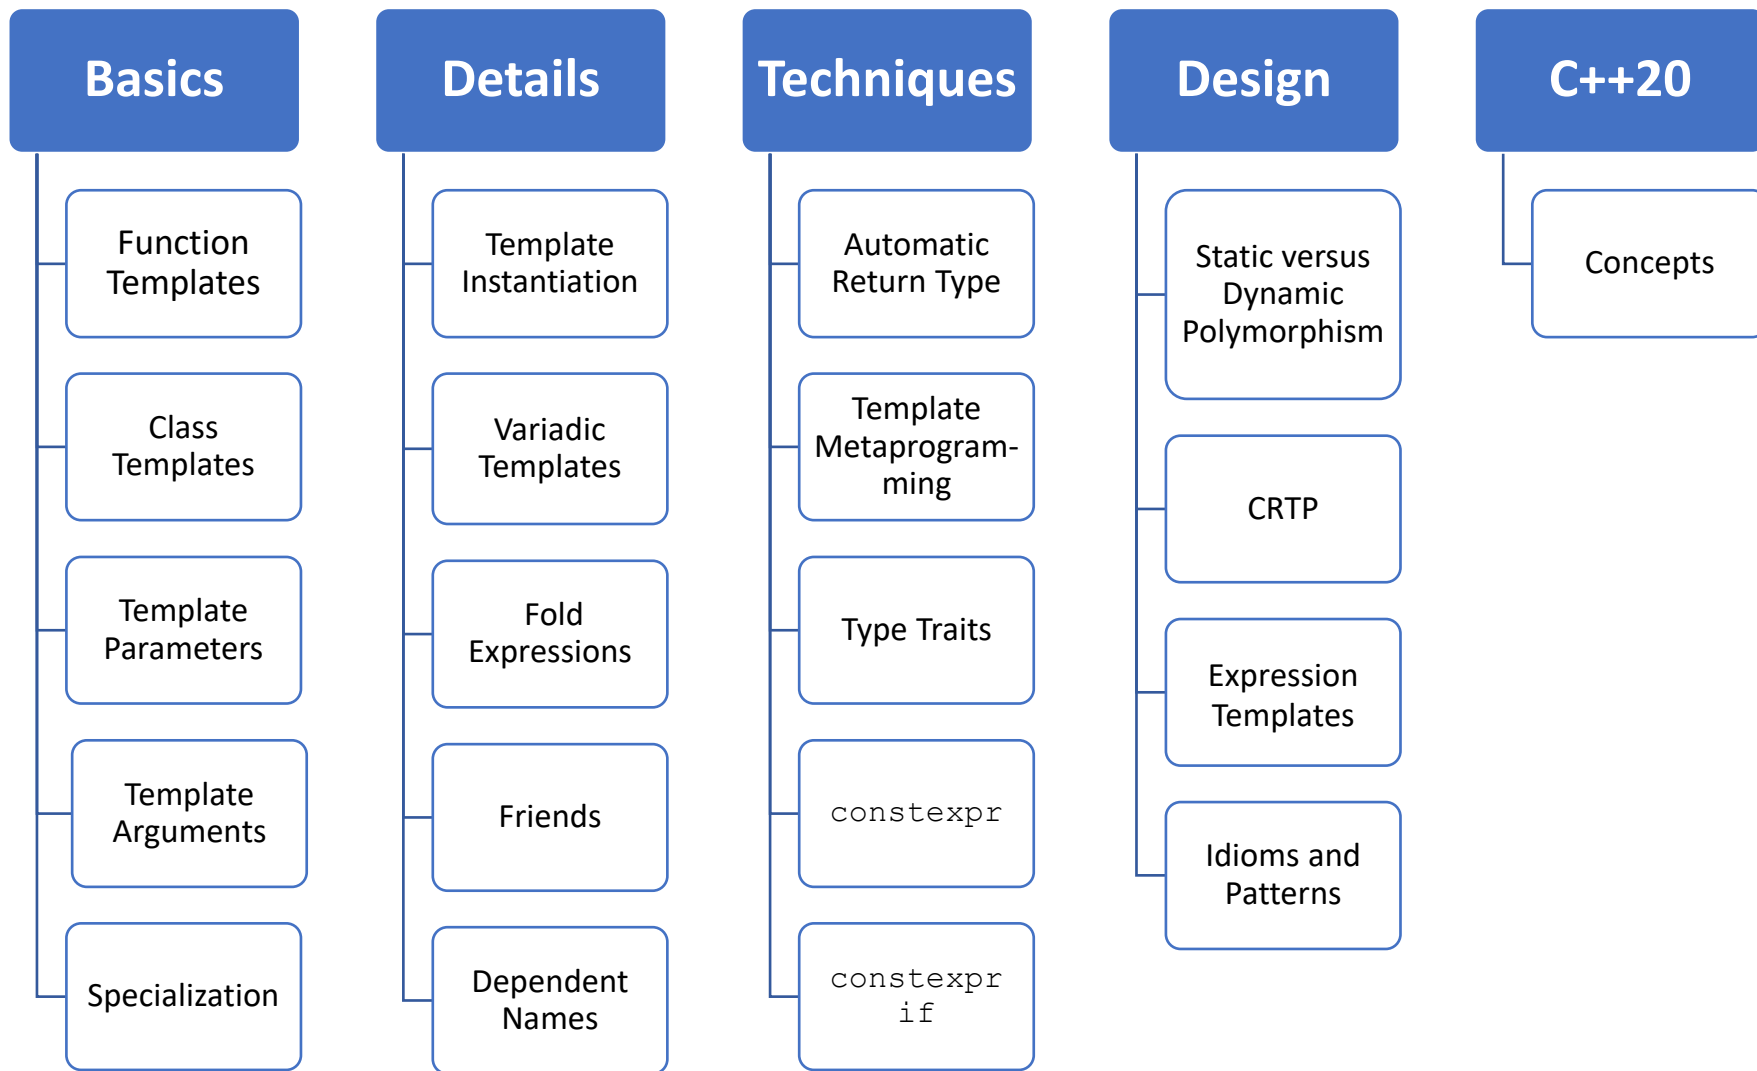 Basics
Function
Templates
Class
Templates
Template
Parameters
Template
Arguments
Specialization
Details
Template
Instantiation
Variadic
Templates
Fold
Expressions
Friends
Dependent
Names
Techniques
Automatic
Return Type
Template
Metaprogram-
ming
Type Traits
constexpr
constexpr
if
Design
Static versus
Dynamic
Polymorphism
CRTP
Expression
Templates
Idioms and
Patterns
C++20
Concepts